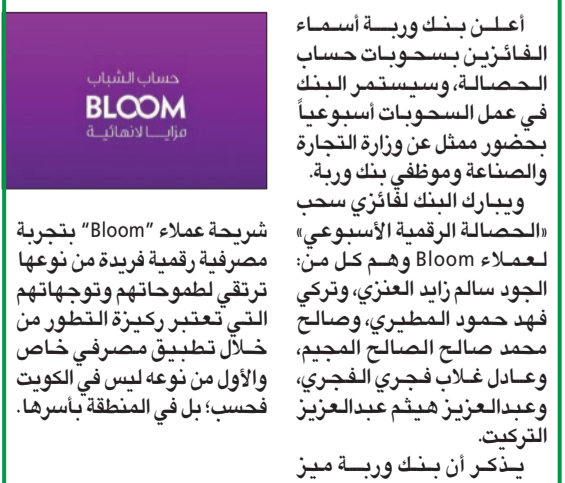 أعلن بنك وربة أسماء
الفائزين بسحوبات حساب
الحصالة، وسيستمر البنك
في عمل السحوبات أسبوعياً
بحضور ممثل عن وزارة التجارة
والصناعة وموظفي بنك وربة.
ويبارك البنك لفائزي سحب
«الحصالة الرقمية الأسبوعي»
لعملاء Bloom وهم كل من:
الجود سالم زايد العنزي، وتركي
فهد حمود المطيري، وصالح
محمد صالح الصالح المجيم،
وعادل غلاب فجري الفجري،
وعبدالعزيز هيثم عبدالعزيز
التركيت.
يذكر أن بنك وربة ميز
حساب الشباب
BLOOM
مزايا لانهائية
شريحة عملاء "Bloom" بتجربة
مصرفية رقمية فريدة من نوعها
ترتقي لطموحاتهم وتوجهاتهم
التي تعتبر ركيزة التطور من
خلال تطبيق مصرفي خاص
والأول من نوعه ليس في الكويت
فحسب؛ بل في المنطقة بأسرها.